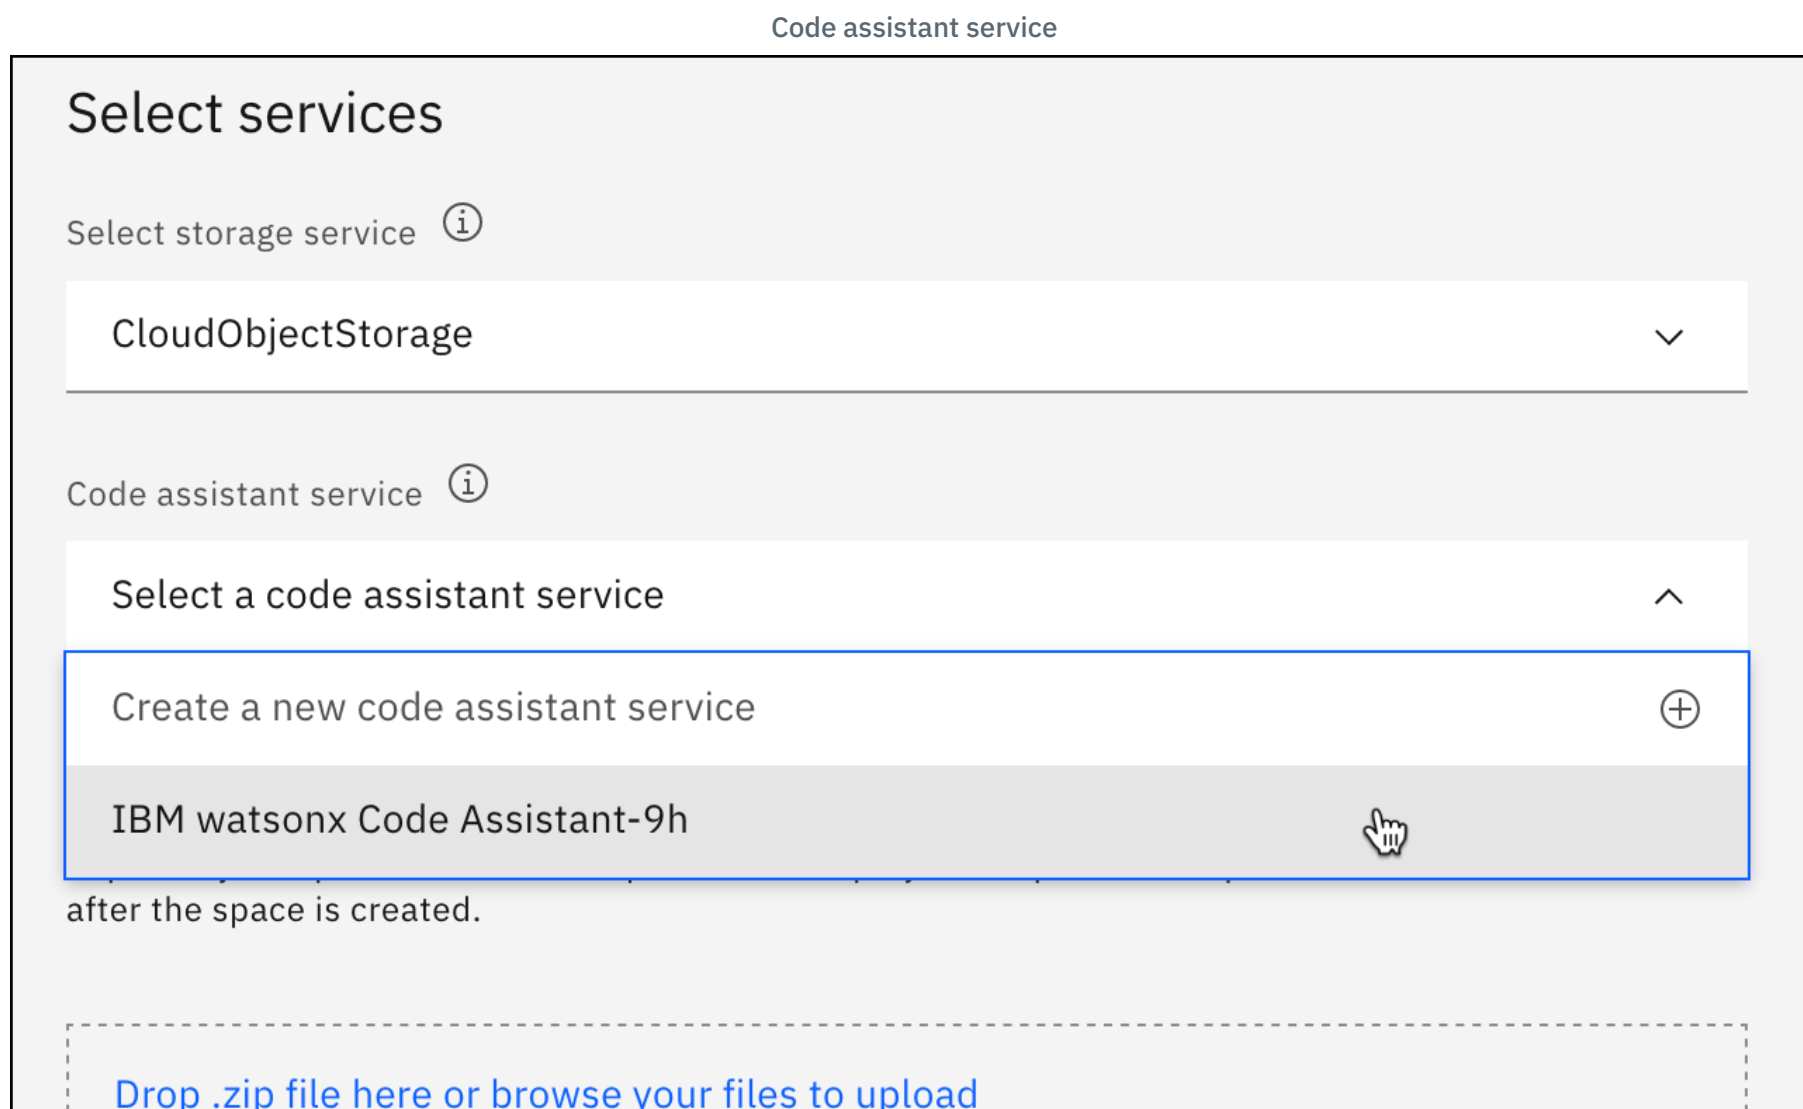 Code assistant service
Select services
Select storage service
CloudObjectStorage
Code assistant service
Select a code assistant service
Create a new code assistant service
IBM watsonx Code Assistant-9h
after the space is created.
Drop .zip file here or browse your files to upload